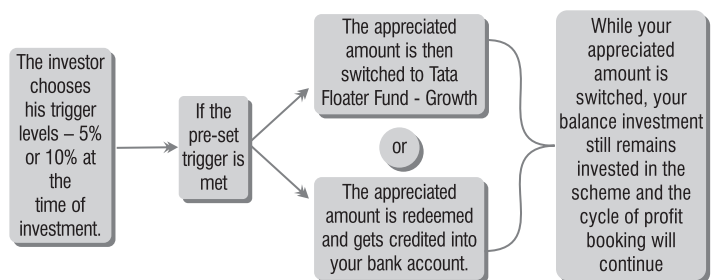 The investor
chooses
his trigger
levels – 5%
or 10% at
the
time of
investment.
If the
pre-set
trigger is
met
The appreciated
amount is then
switched to Tata
Floater Fund - Growth
or
The appreciated
amount is redeemed
and gets credited into
your bank account.
While your
appreciated
amount is
switched, your
balance investment
still remains
invested in the
scheme and the
cycle of profit
booking will
continue